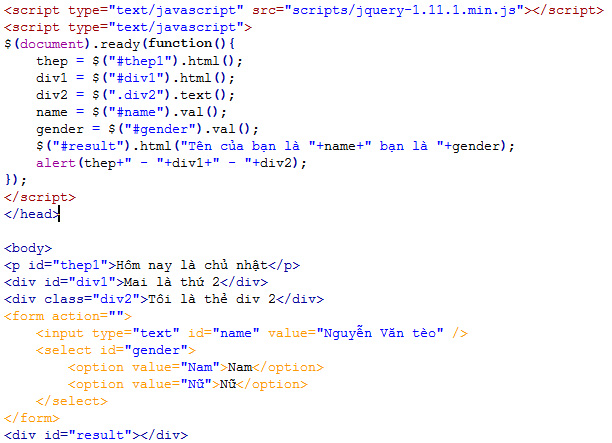 <script type="text/javascript" src="scripts/jquery-1.11.1.min.js"></script>
<script type="text/javascript">
$(document).ready(function(){
    thep = $("#thep1").html();
    div1 = $("#div1").html();
    div2 = $(".div2").text();
    name = $("#name").val();
    gender = $("#gender").val();
    $("#result").html("Tên của bạn là "+name+" bạn là "+gender);
    alert(thep+" - "+div1+" - "+div2);
});
</script>
</head>
<body>
<p id="thep1">Hôm nay là chủ nhật</p>
<div id="div1">Mai là thứ 2</div>
<div class="div2">Tôi là thẻ div 2</div>
<form action="">
    <input type="text" id="name" value="Nguyễn Văn tèo" />
    <select id="gender">
        <option value="Nam">Nam</option>
        <option value="Nữ">Nữ</option>
    </select>
</form>
<div id="result"></div>